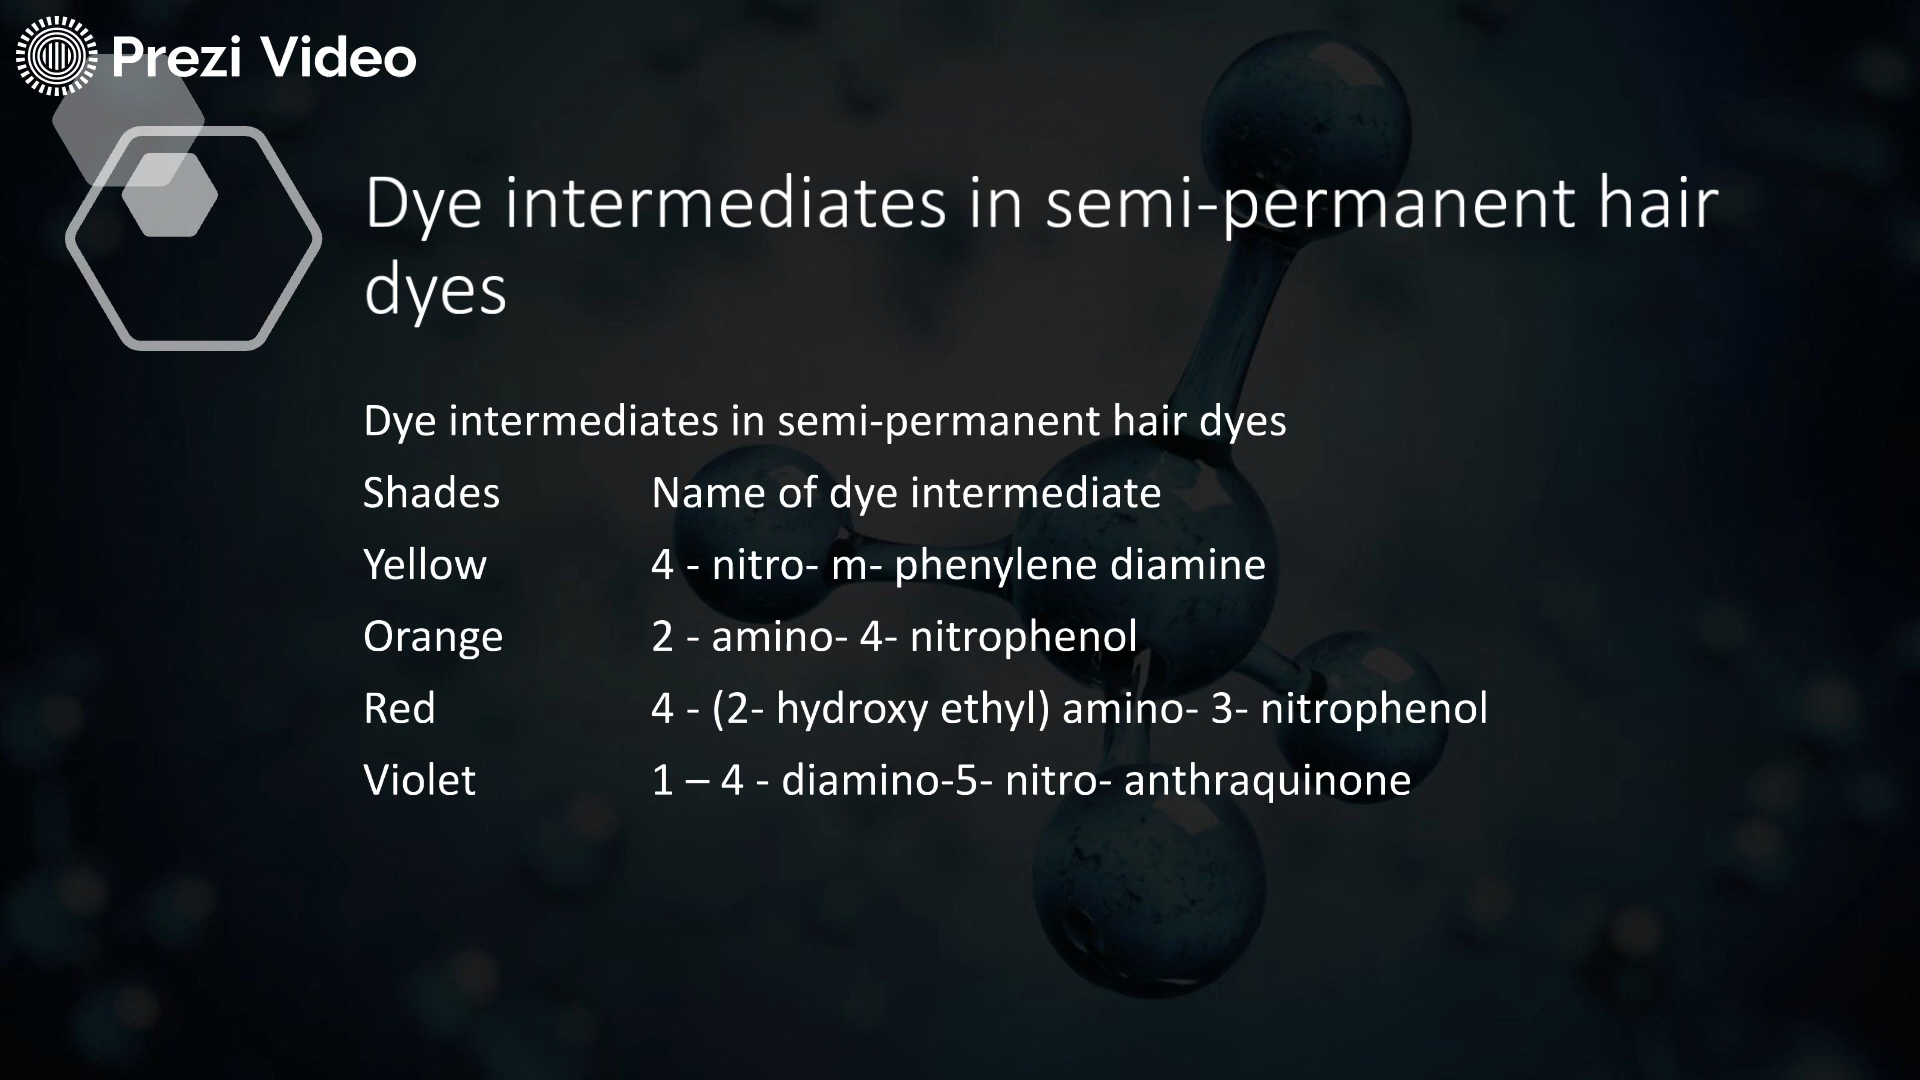 Prezi Video
Dye intermediates in semi-permanent hair
dyes
Dye intermediates in semi-permanent hair dyes
Shades Name of dye intermediate
Yellow 4 - nitro- m- phenylene diamine
Orange 2 - amino- 4- nitrophenol
Red 4 - (2- hydroxy ethyl) amino- 3- nitrophenol
Violet 1 – 4 - diamino-5- nitro- anthraquinone